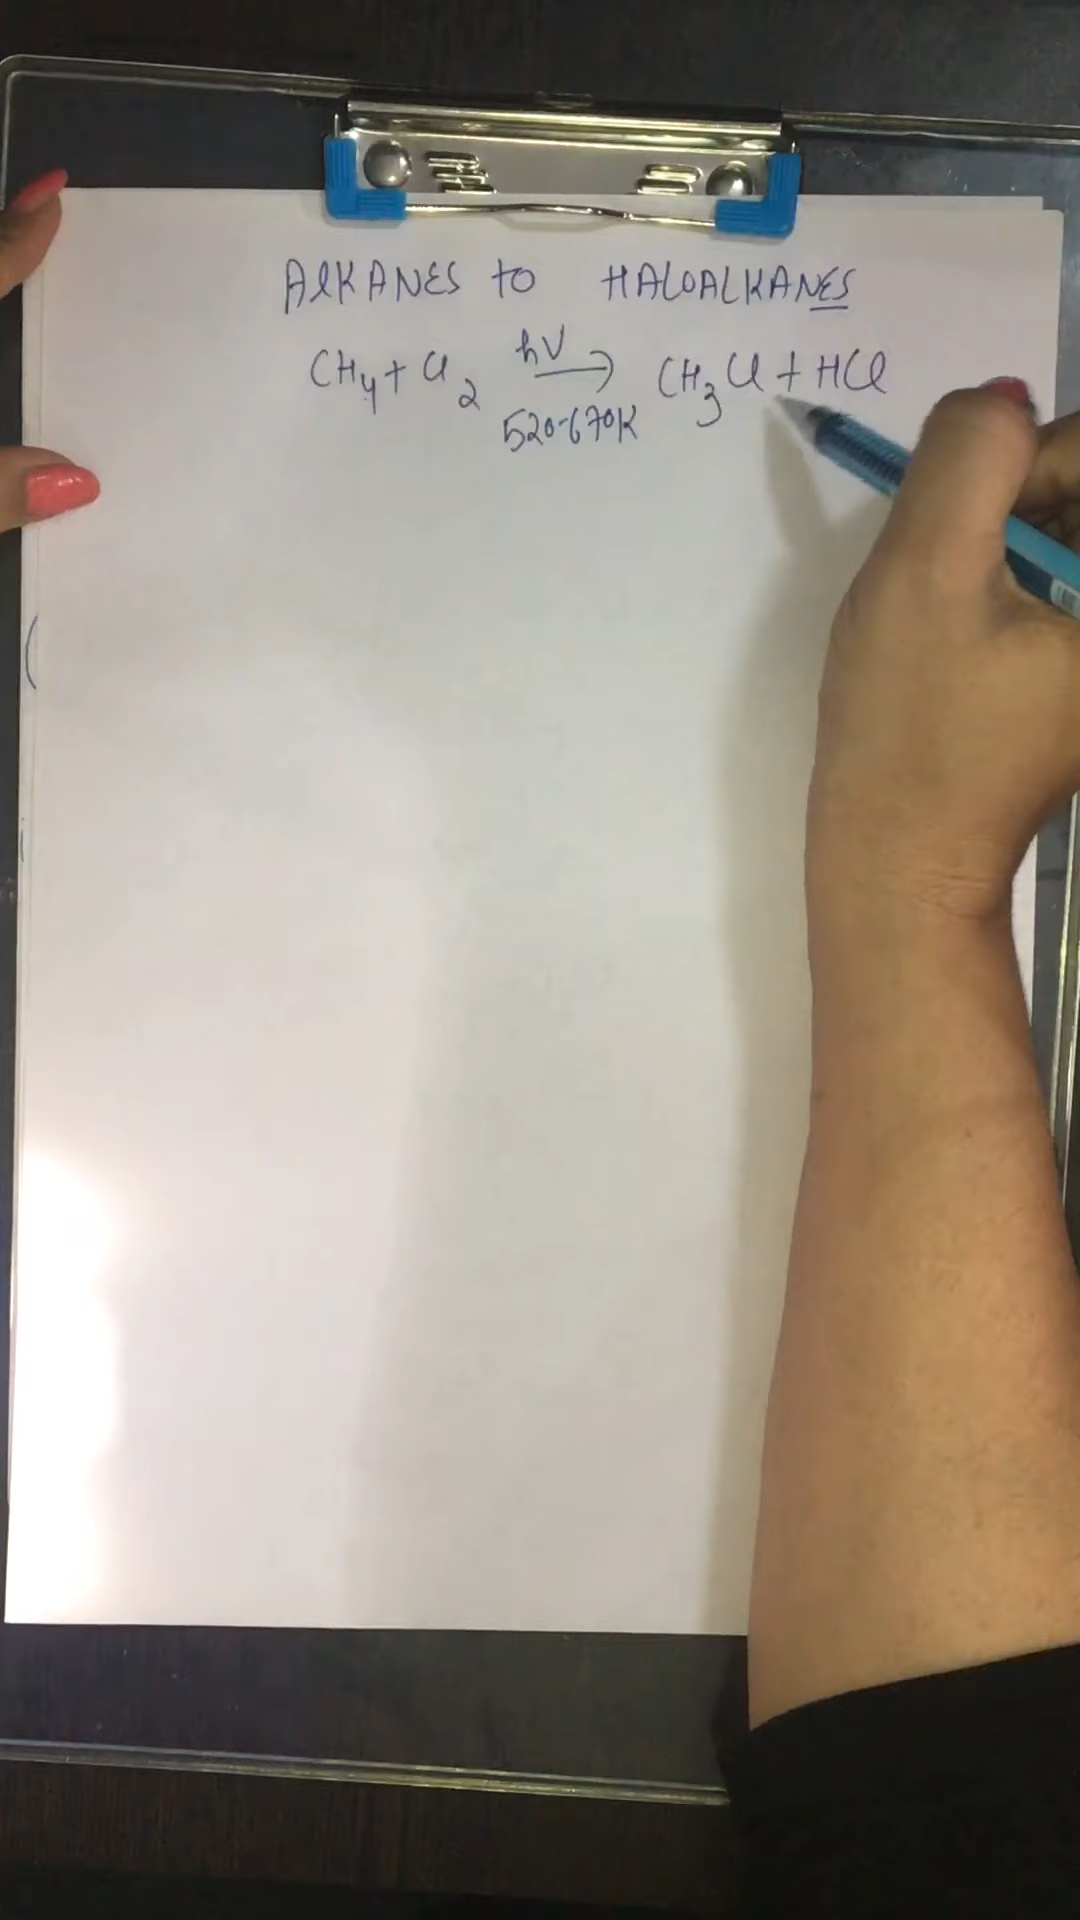 AlKANES to HALOALKANES
CH4 + Cl2 hν → CH3Cl + HCl
520-670K